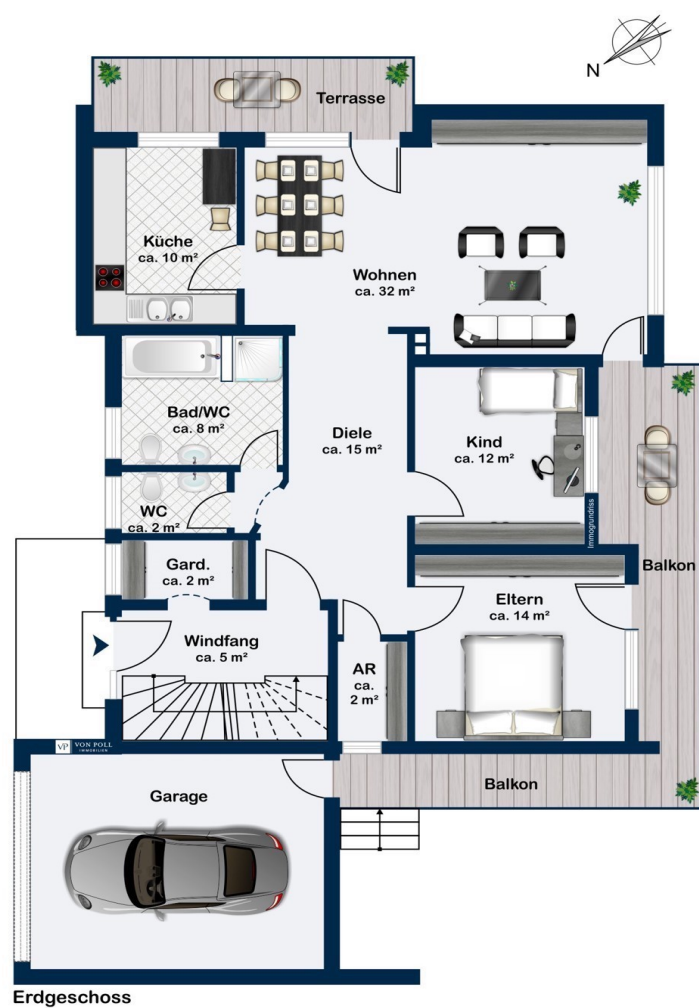 N
Terrasse
Küche
ca. 10 m²
Wohnen
ca. 32 m²
Bad/WC
ca. 8 m²
Diele
ca. 15 m²
Kind
ca. 12 m²
WC
ca. 2 m²
Immogrundriss
Gard.
ca. 2 m²
Balkon
Eltern
ca. 14 m²
Windfang
ca. 5 m²
AR
ca.
2 m²
VP VON POLL
IMMOBILIEN
Garage
Balkon
Erdgeschoss